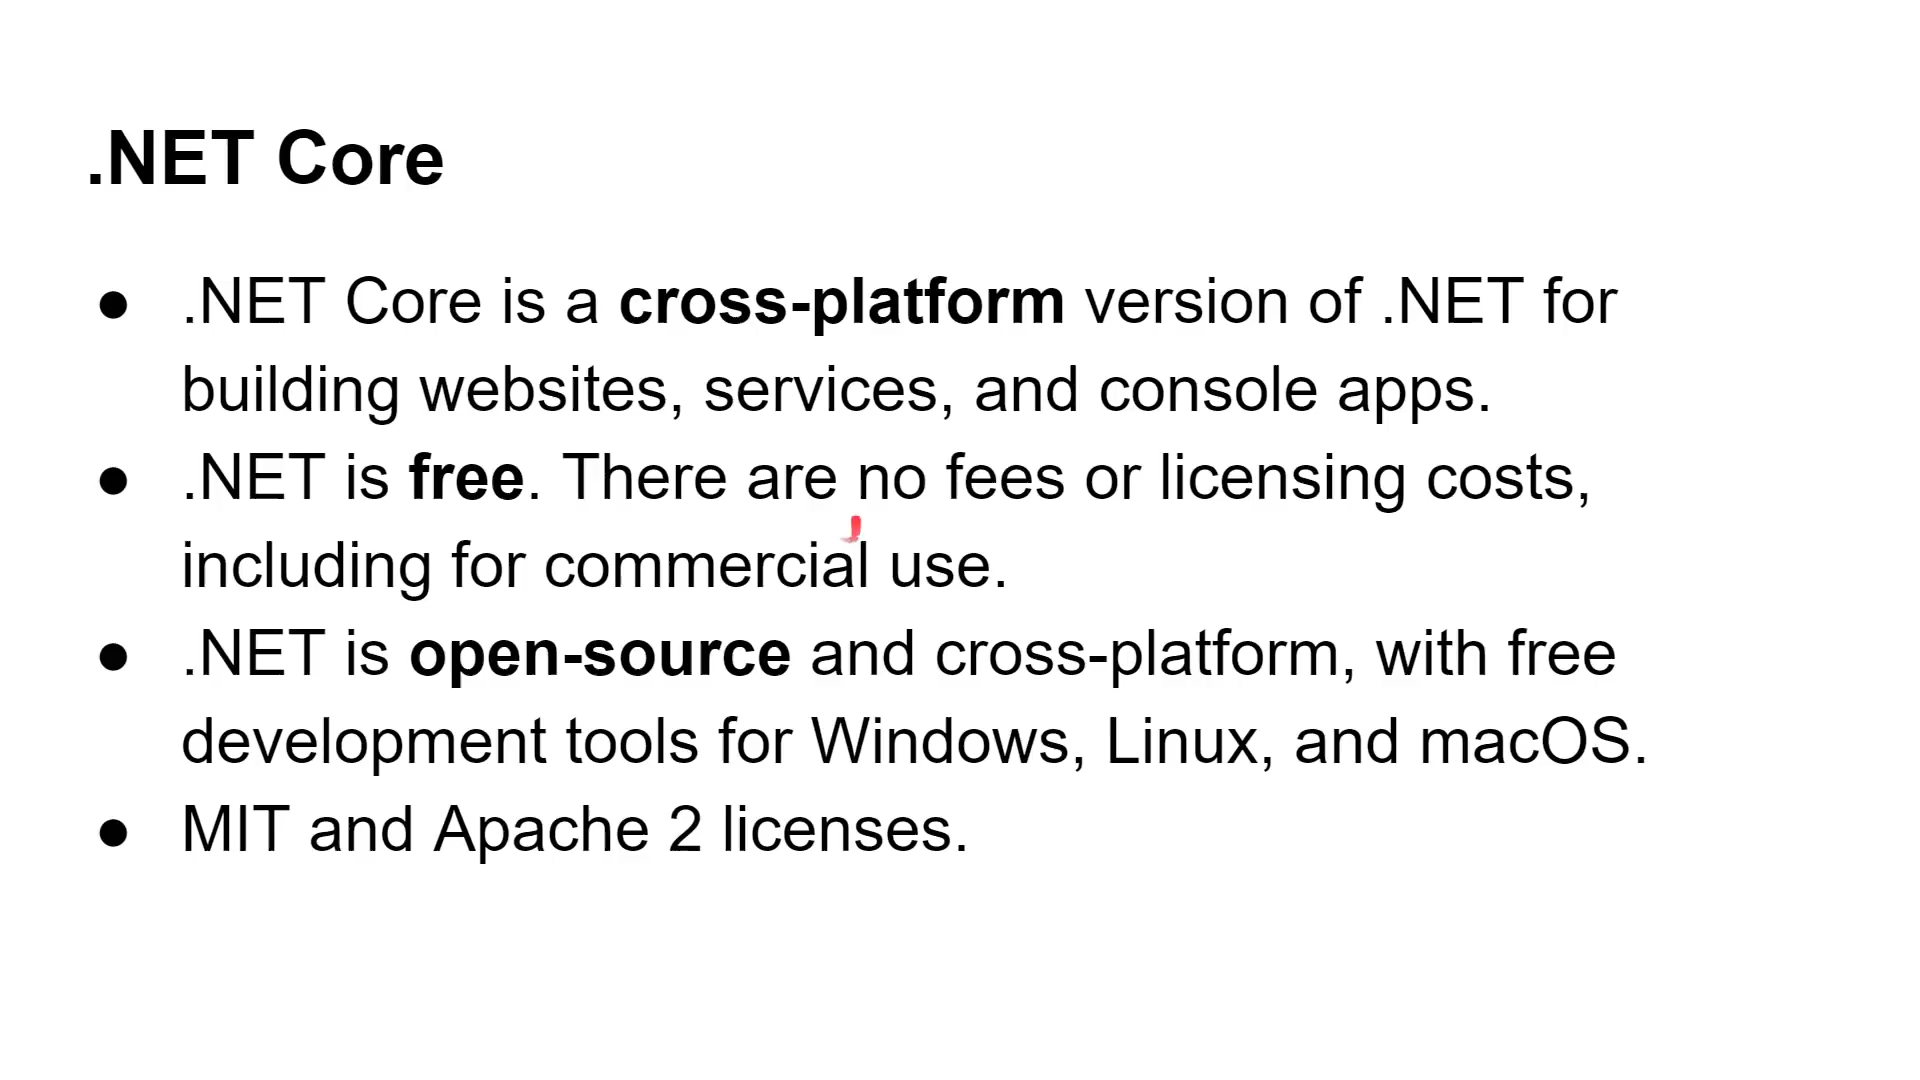 .NET Core
● .NET Core is a cross-platform version of .NET for
building websites, services, and console apps.
● .NET is free. There are no fees or licensing costs,
including for commercial use.
● .NET is open-source and cross-platform, with free
development tools for Windows, Linux, and macOS.
● MIT and Apache 2 licenses.